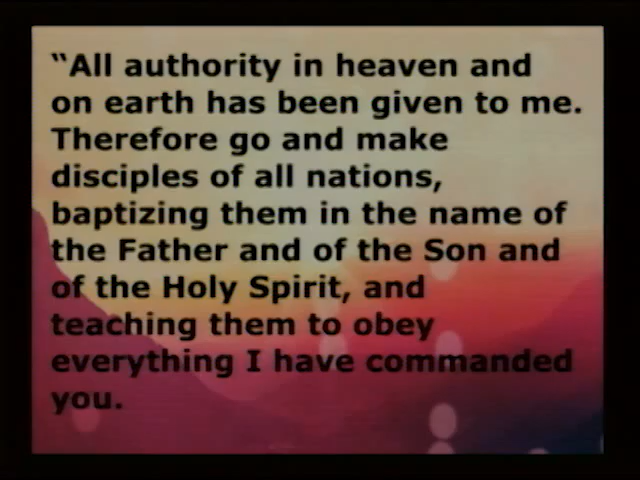 “All authority in heaven and
on earth has been given to me.
Therefore go and make
disciples of all nations,
baptizing them in the name of
the Father and of the Son and
of the Holy Spirit, and
teaching them to obey
everything I have commanded
you.